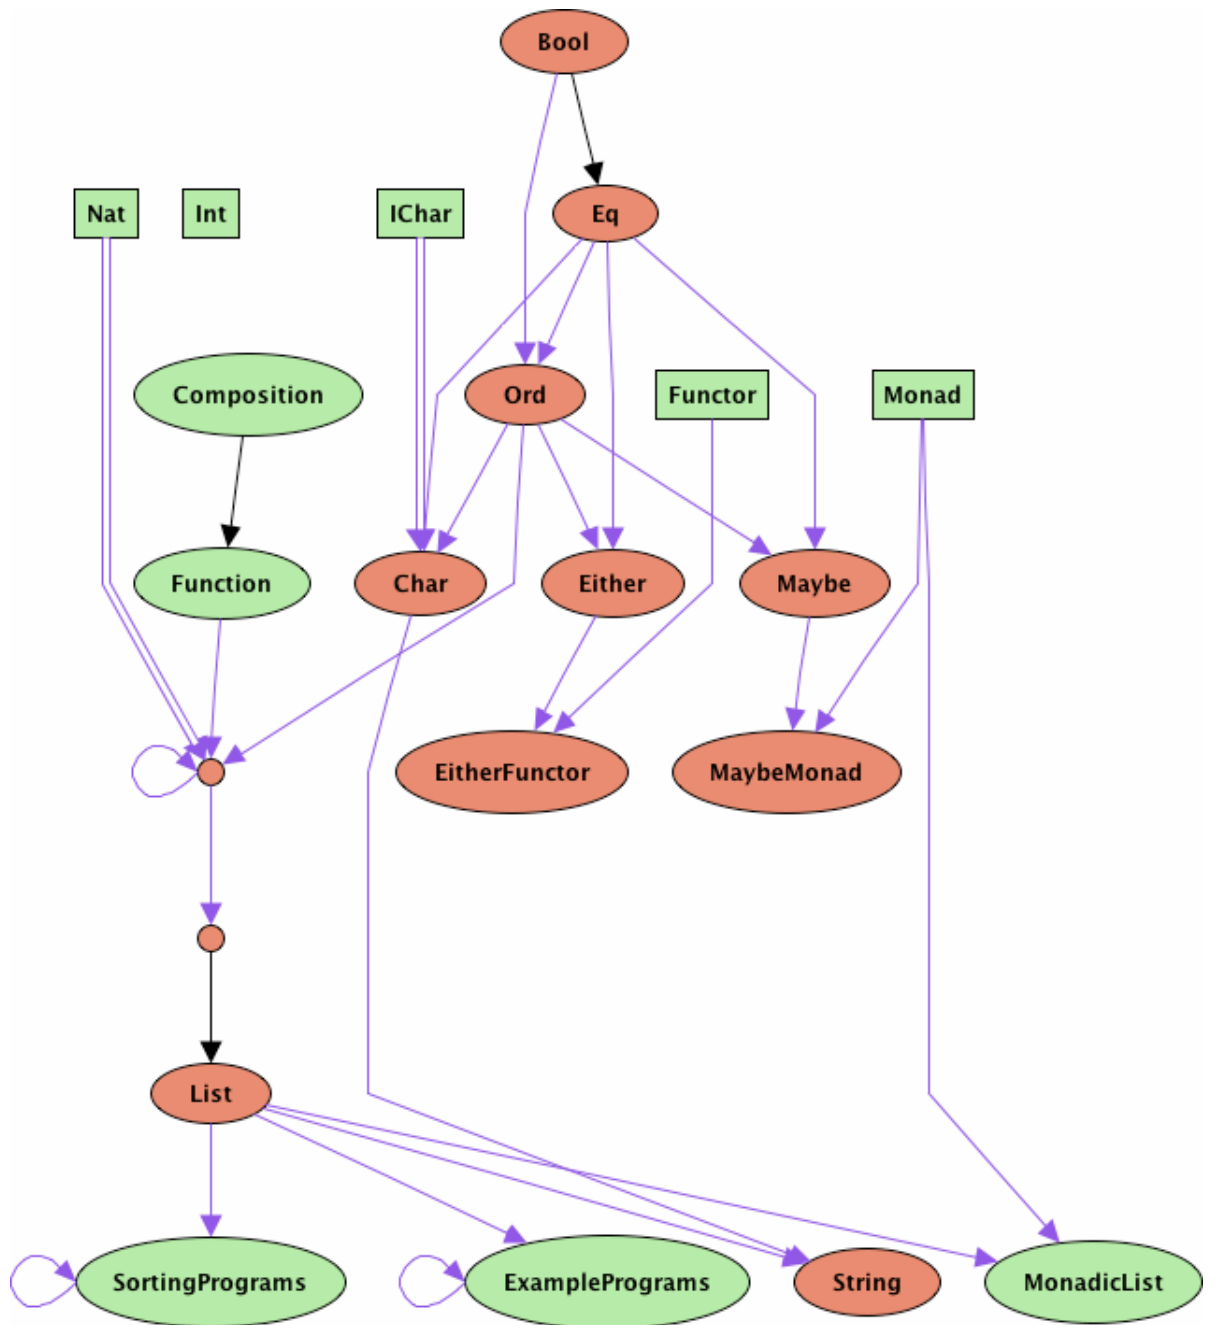 Bool
Nat
Int
IChar
Eq
Composition
Ord
Functor
Monad
Function
Char
Either
Maybe
EitherFunctor
MaybeMonad
List
SortingPrograms
ExamplePrograms
String
MonadicList